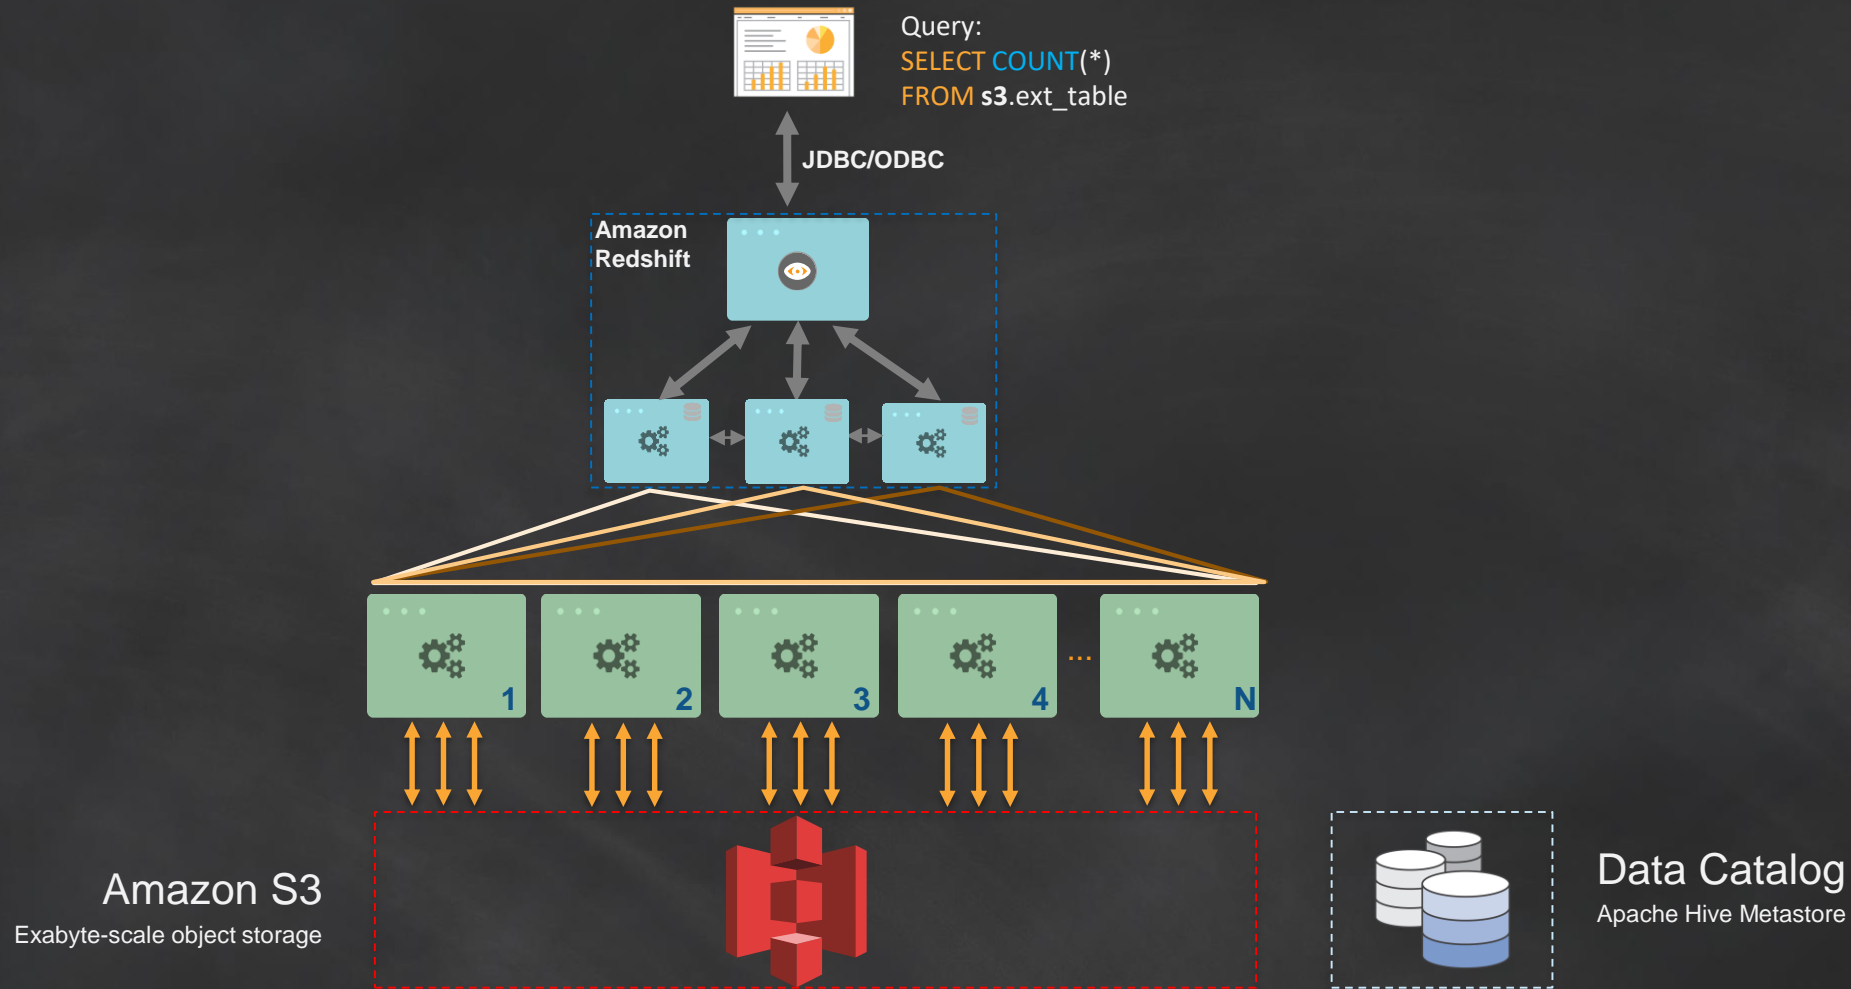 Query:
SELECT COUNT(*)
FROM s3.ext_table
JDBC/ODBC
Amazon
Redshift
1
2
3
4
...
N
Amazon S3
Exabyte-scale object storage
Data Catalog
Apache Hive Metastore